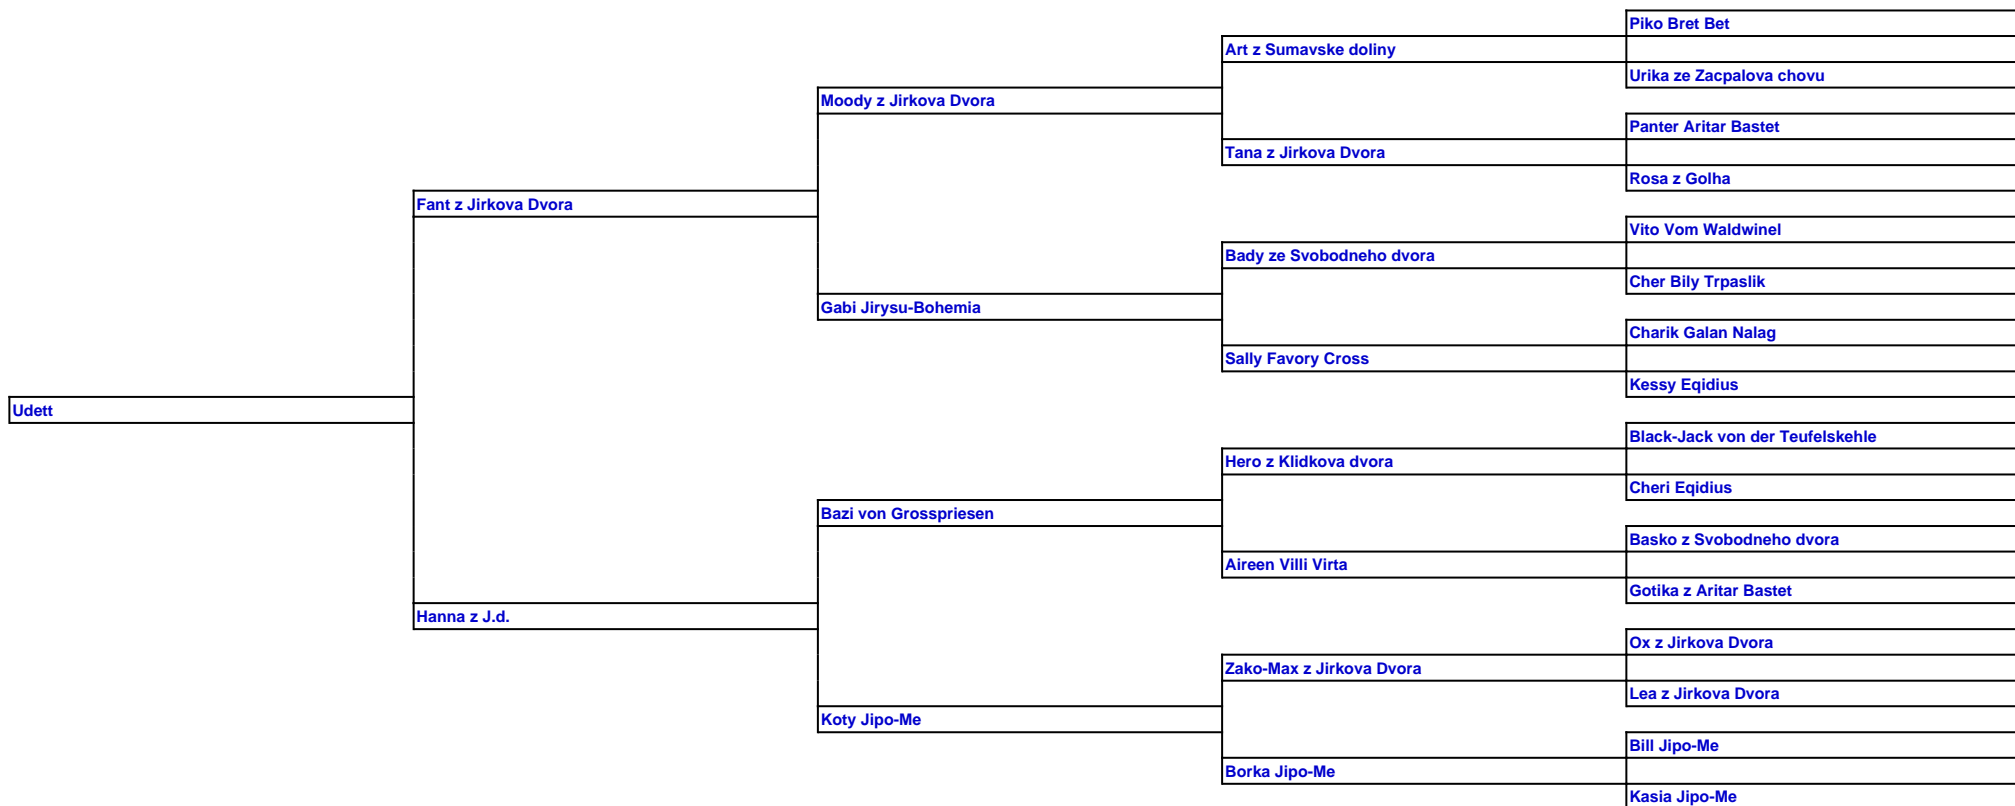 Piko Bret Bet
Art z Sumavske doliny
Urika ze Zacpalova chovu
Moody z Jirkova Dvora
Panter Aritar Bastet
Tana z Jirkova Dvora
Rosa z Golha
Fant z Jirkova Dvora
Vito Vom Waldwinel
Bady ze Svobodneho dvora
Cher Bily Trpaslik
Gabi Jirysu-Bohemia
Charik Galan Nalag
Sally Favory Cross
Kessy Eqidius
Udett
Black-Jack von der Teufelskehle
Hero z Klidkova dvora
Cheri Eqidius
Bazi von Grosspriesen
Basko z Svobodneho dvora
Aireen Villi Virta
Gotika z Aritar Bastet
Hanna z J.d.
Ox z Jirkova Dvora
Zako-Max z Jirkova Dvora
Lea z Jirkova Dvora
Koty Jipo-Me
Bill Jipo-Me
Borka Jipo-Me
Kasia Jipo-Me